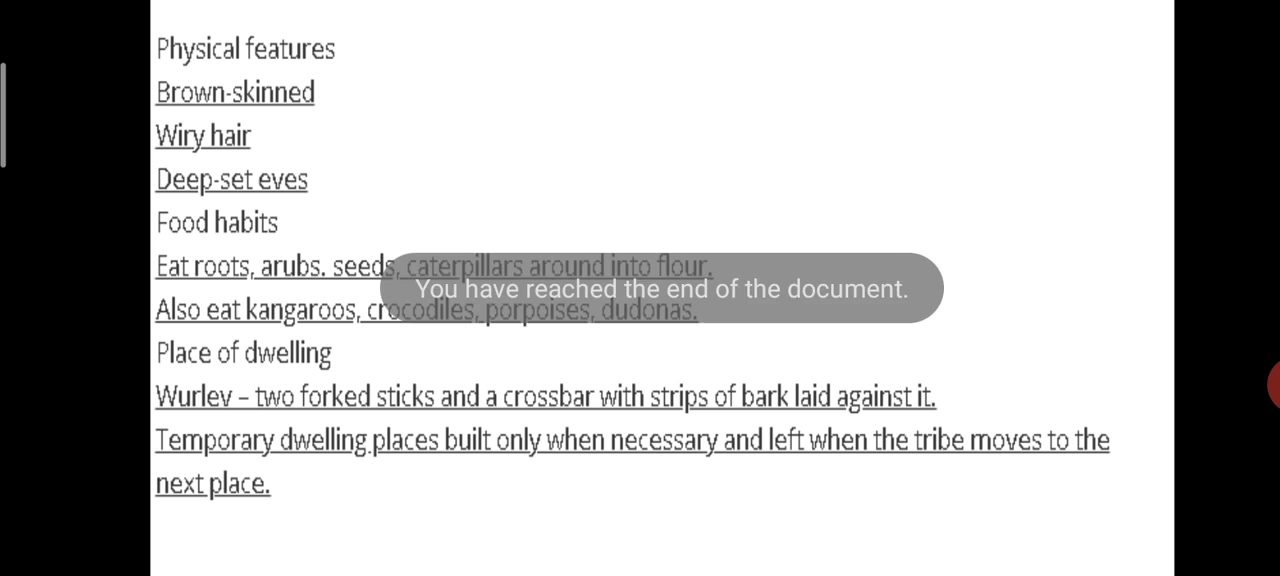 Physical features
Brown-skinned
Wiry hair
Deep-set eves
Food habits
Eat roots, arubs. seeds, caterpillars around into flour.
You have reached the end of the document.
Also eat kangaroos, crocodiles, porpoises, dudonas.
Place of dwelling
Wurlev – two forked sticks and a crossbar with strips of bark laid against it.
Temporary dwelling places built only when necessary and left when the tribe moves to the
next place.